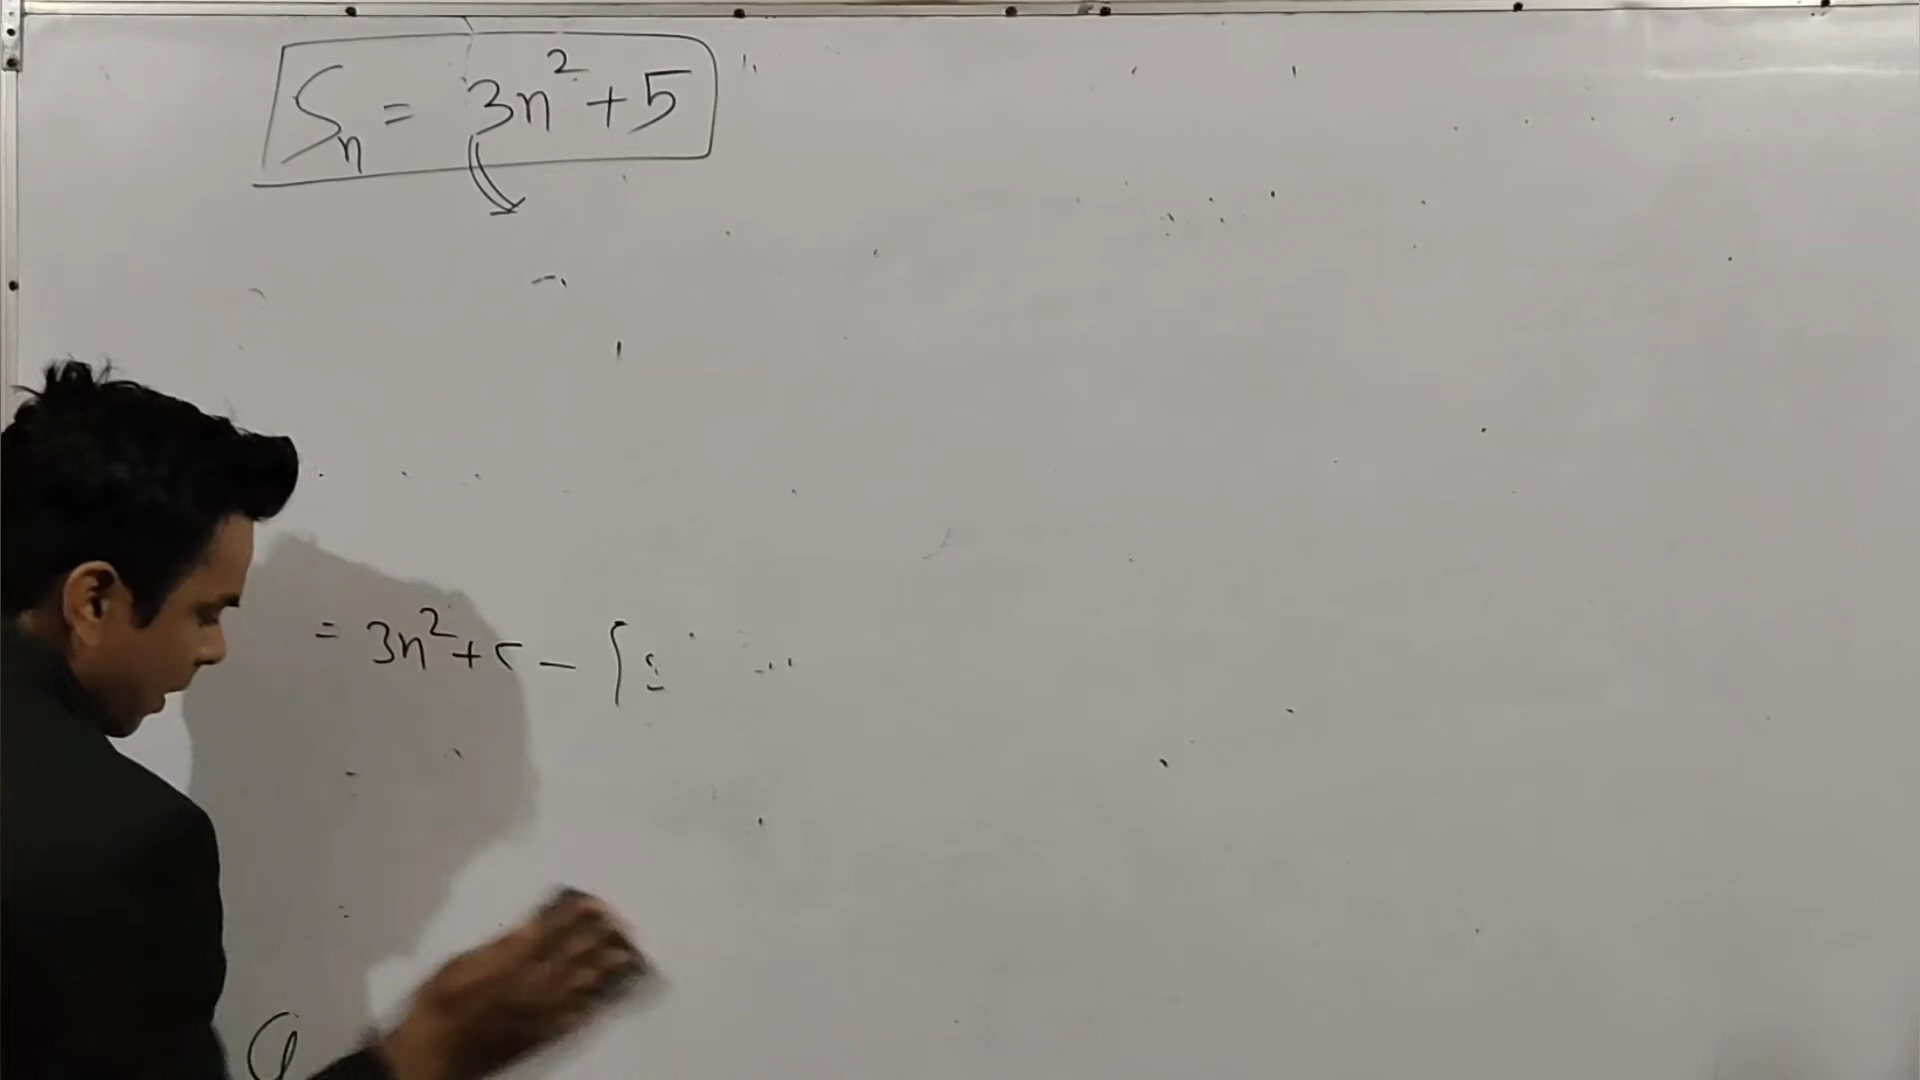 Sn = 3n² + 5
= 3n² + 5 - [
a